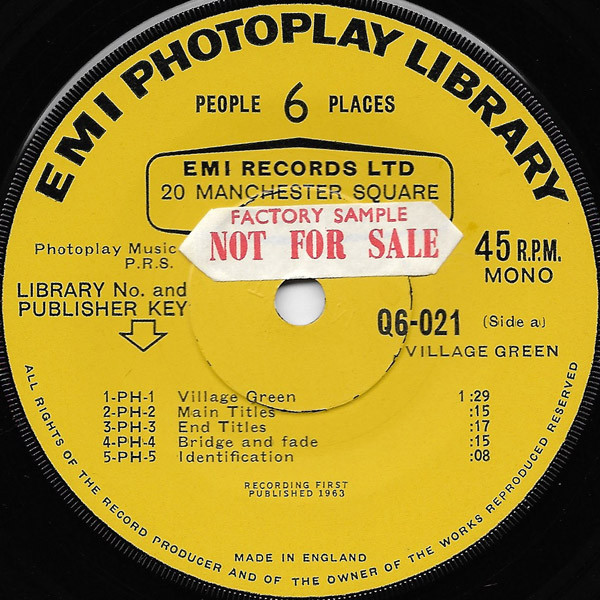 EMI PHOTOPLAY LIBRARY
PEOPLE 6 PLACES
EMI RECORDS LTD
20 MANCHESTER SQUARE
FACTORY SAMPLE
NOT FOR SALE
Photoplay Music
P.R.S.
45 R.P.M.
MONO
LIBRARY No. and
PUBLISHER KEY
Q6-021 (Side a)
VILLAGE GREEN
1-PH-1 Village Green 1:29
2-PH-2 Main Titles :15
3-PH-3 End Titles :17
4-PH-4 Bridge and fade :15
5-PH-5 Identification :08
RECORDING FIRST
PUBLISHED 1963
MADE IN ENGLAND
ALL RIGHTS OF THE RECORD PRODUCER AND OF THE OWNER OF THE WORKS REPRODUCED RESERVED